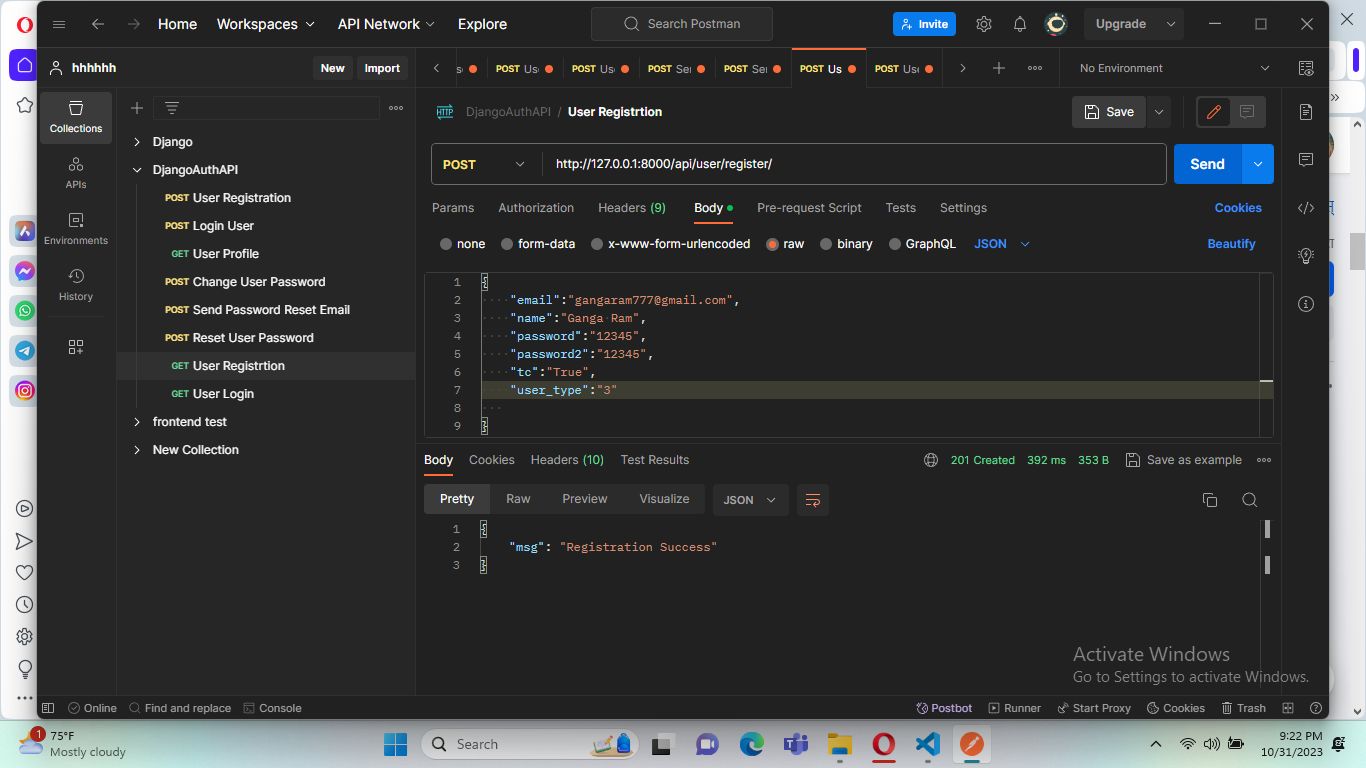 Home Workspaces API Network Explore Search Postman Invite Upgrade
hhhhhh New Import
POST Us POST Us POST Se POST Se POST Us POST Us No Environment
Collections
APIs
Environments
History
Django
DjangoAuthAPI
POST User Registration
POST Login User
GET User Profile
POST Change User Password
POST Send Password Reset Email
POST Reset User Password
GET User Registrtion
GET User Login
frontend test
New Collection
HTTP DjangoAuthAPI / User Registrtion Save
POST http://127.0.0.1:8000/api/user/register/ Send
Params Authorization Headers (9) Body Pre-request Script Tests Settings Cookies
none form-data x-www-form-urlencoded raw binary GraphQL JSON Beautify
1 {
2 "email":"gangaram777@gmail.com",
3 "name":"Ganga Ram",
4 "password":"12345",
5 "password2":"12345",
6 "tc":"True",
7 "user_type":"3"
8
9 }
Body Cookies Headers (10) Test Results 201 Created 392 ms 353 B Save as example
Pretty Raw Preview Visualize JSON
1 {
2 "msg": "Registration Success"
3 }
Activate Windows
Go to Settings to activate Windows.
Online Find and replace Console Postbot Runner Start Proxy Cookies Trash
1 75°F
Mostly cloudy
Search
9:22 PM
10/31/2023